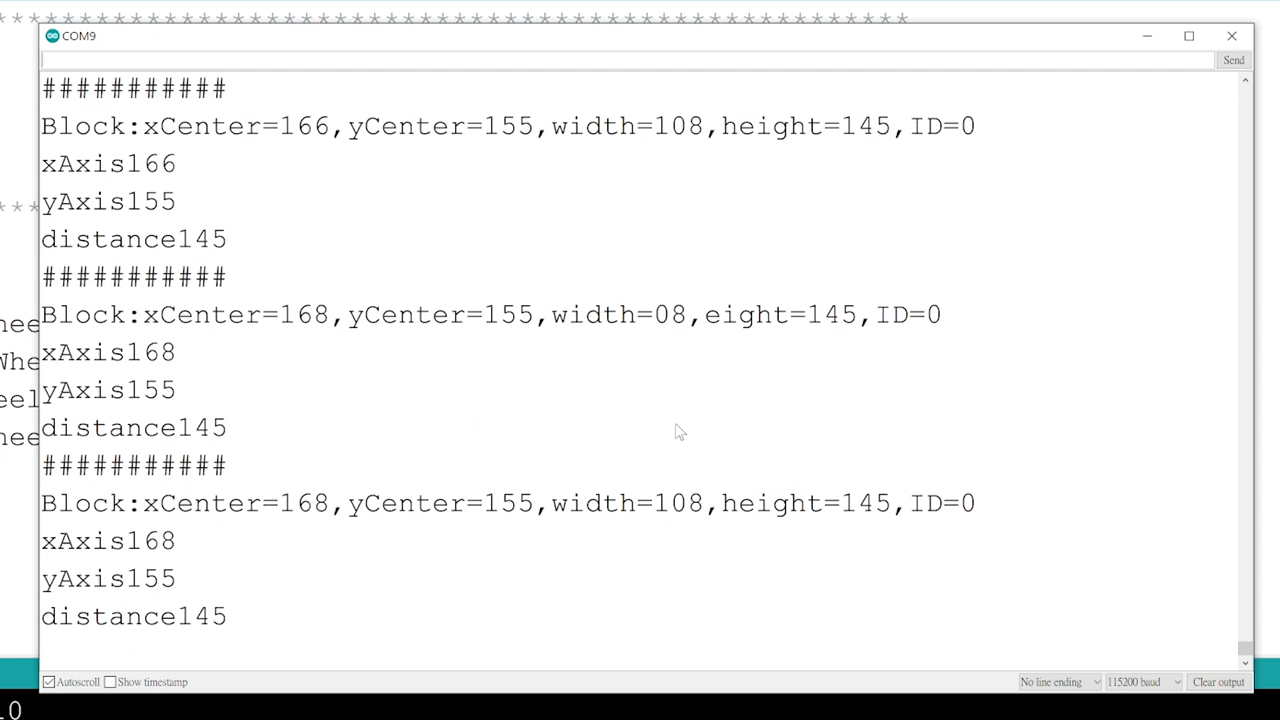 *****************************************************
COM9
Send
###########
Block:xCenter=166,yCenter=155,width=108,height=145,ID=0
xAxis166
yAxis155
distance145
###########
Block:xCenter=168,yCenter=155,width=08,eight=145,ID=0
xAxis168
yAxis155
distance145
###########
Block:xCenter=168,yCenter=155,width=108,height=145,ID=0
xAxis168
yAxis155
distance145
Autoscroll Show timestamp No line ending 115200 baud Clear output